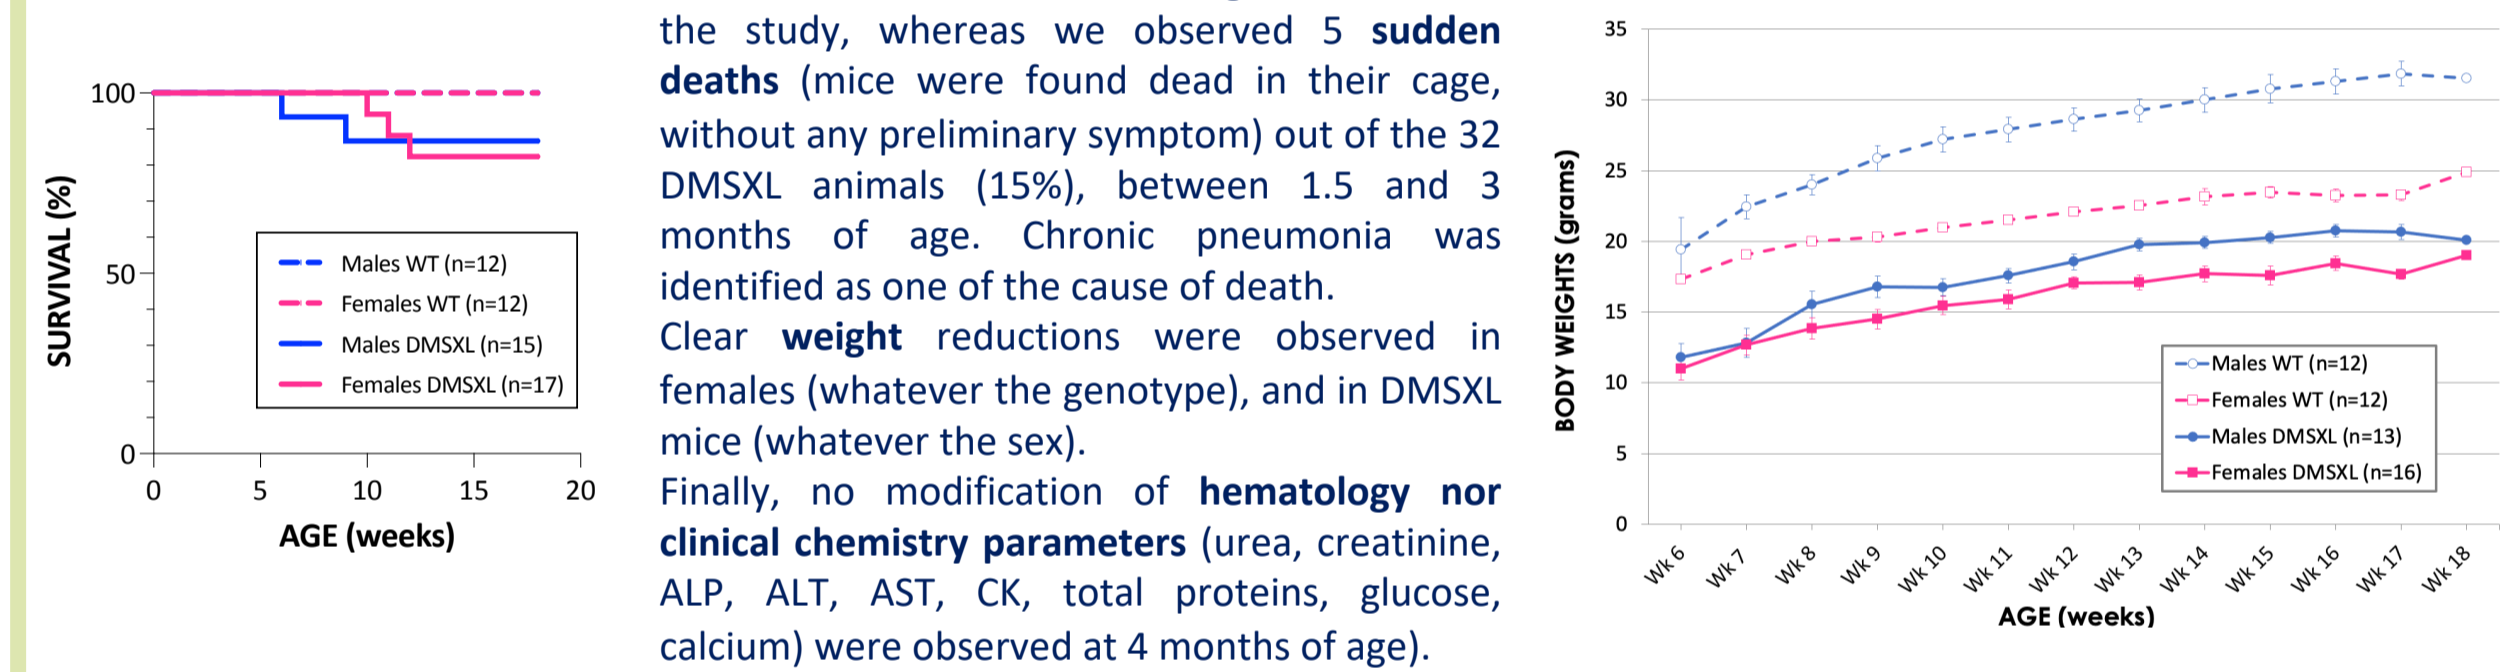 100
50
0
SURVIVAL (%)
Males WT (n=12)
Females WT (n=12)
Males DMSXL (n=15)
Females DMSXL (n=17)
0 5 10 15 20
AGE (weeks)
the study, whereas we observed 5 sudden
deaths (mice were found dead in their cage,
without any preliminary symptom) out of the 32
DMSXL animals (15%), between 1.5 and 3
months of age. Chronic pneumonia was
identified as one of the cause of death.
Clear weight reductions were observed in
females (whatever the genotype), and in DMSXL
mice (whatever the sex).
Finally, no modification of hematology nor
clinical chemistry parameters (urea, creatinine,
ALP, ALT, AST, CK, total proteins, glucose,
calcium) were observed at 4 months of age).
35
30
25
20
15
10
5
0
BODY WEIGHTS (grams)
Males WT (n=12)
Females WT (n=12)
Males DMSXL (n=13)
Females DMSXL (n=16)
Wk 6 Wk 7 Wk 8 Wk 9 Wk 10 Wk 11 Wk 12 Wk 13 Wk 14 Wk 15 Wk 16 Wk 17 Wk 18
AGE (weeks)